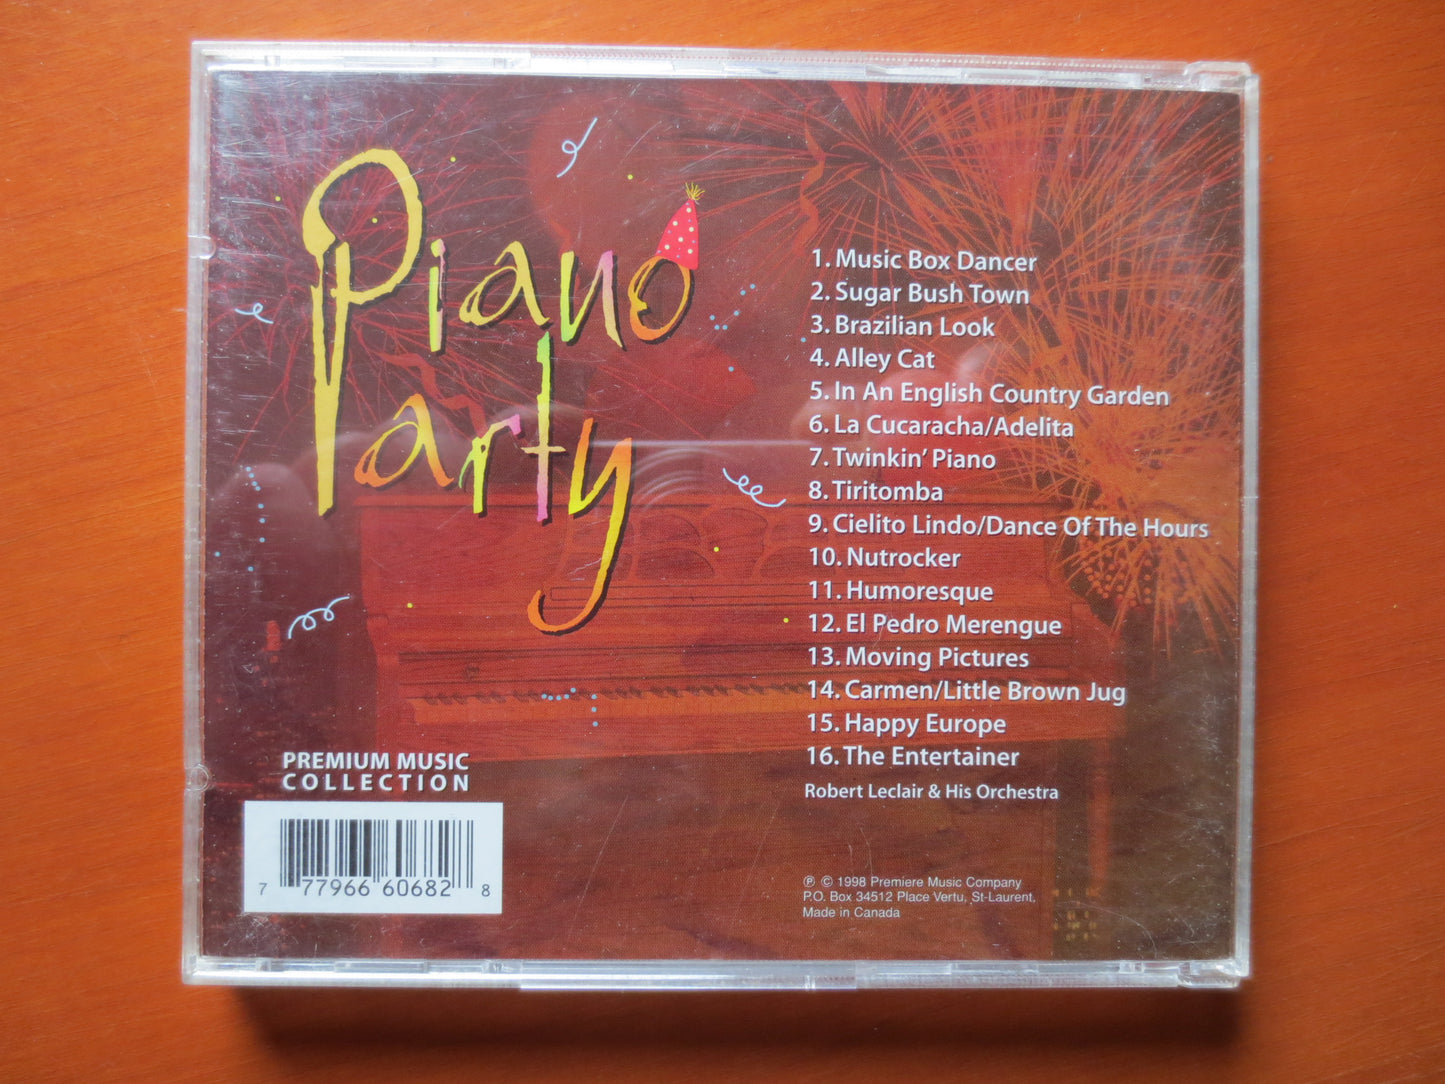 Piano
Party
1. Music Box Dancer
2. Sugar Bush Town
3. Brazilian Look
4. Alley Cat
5. In An English Country Garden
6. La Cucaracha/Adelita
7. Twinkin' Piano
8. Tiritomba
9. Cielito Lindo/Dance Of The Hours
10. Nutrocker
11. Humoresque
12. El Pedro Merengue
13. Moving Pictures
14. Carmen/Little Brown Jug
15. Happy Europe
16. The Entertainer
Robert Leclair & His Orchestra
PREMIUM MUSIC
COLLECTION
7 77966 60682 8
℗ © 1998 Premiere Music Company
P.O. Box 34512 Place Vertu, St-Laurent,
Made in Canada